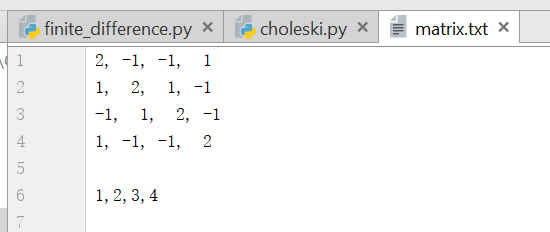 finite_difference.py × choleski.py × matrix.txt ×
1 2, -1, -1, 1
2 1, 2, 1, -1
3 -1, 1, 2, -1
4 1, -1, -1, 2
5
6 1,2,3,4
7